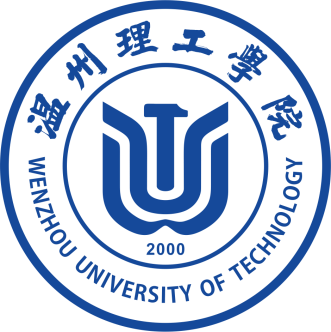 温州理工學院
2000
WENZHOU UNIVERSITY OF TECHNOLOGY